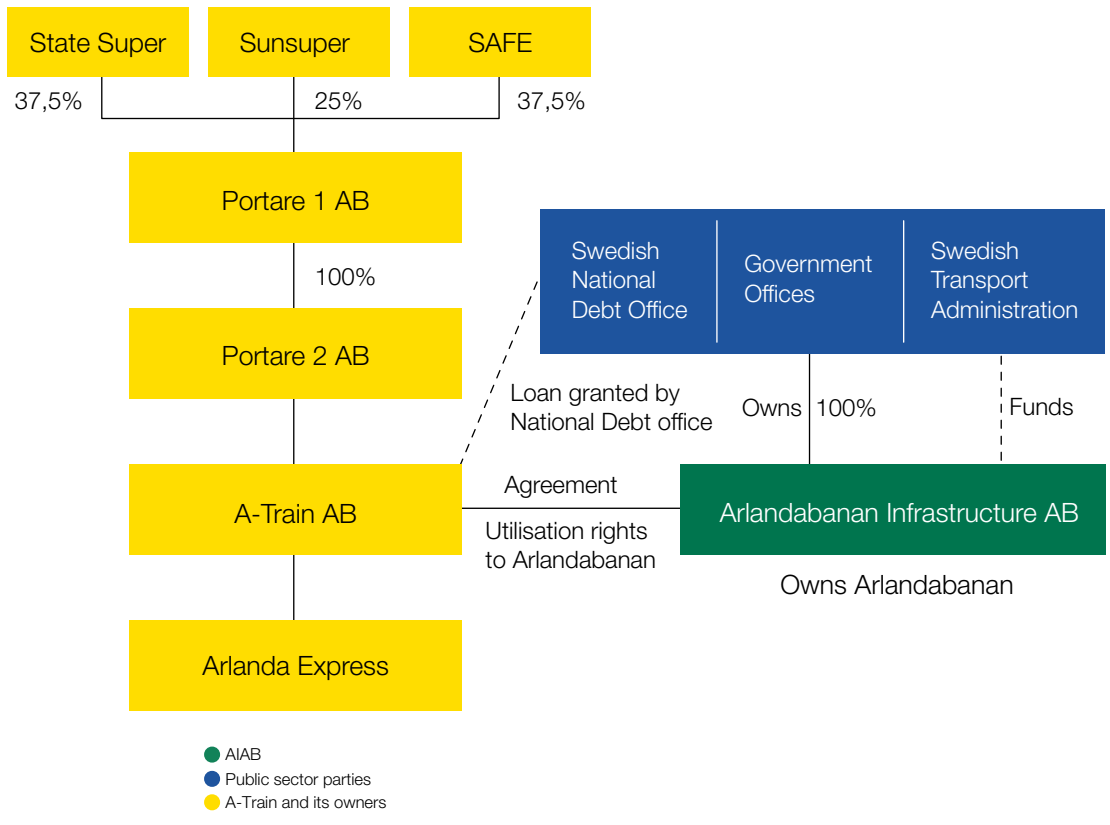 State Super
Sunsuper
SAFE
37,5%
25%
37,5%
Portare 1 AB
100%
Portare 2 AB
Swedish
National
Debt Office
Government
Offices
Swedish
Transport
Administration
Loan granted by
National Debt office
Owns
100%
Funds
A-Train AB
Agreement
Utilisation rights
to Arlandabanan
Arlandabanan Infrastructure AB
Owns Arlandabanan
Arlanda Express
AIAB
Public sector parties
A-Train and its owners